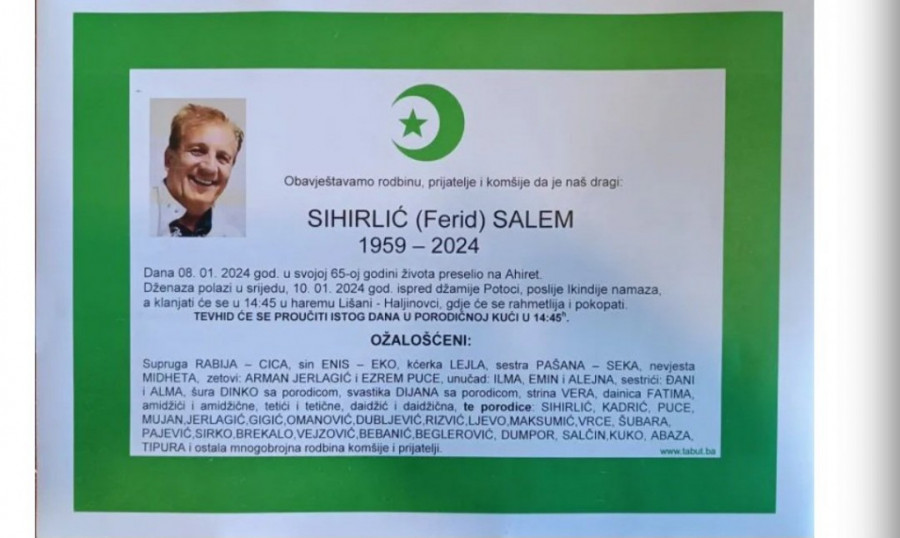 Obavještavamo rodbinu, prijatelje i komšije da je naš dragi:
SIHIRLIĆ (Ferid) SALEM
1959 – 2024
Dana 08. 01. 2024 god. u svojoj 65-oj godini života preselio na Ahiret.
Dženaza polazi u srijedu, 10. 01. 2024 god. ispred džamije Potoci, poslije Ikindije namaza,
a klanjati će se u 14:45 u haremu Lišani - Haljinovci, gdje će se rahmetlija i pokopati.
TEVHID ĆE SE PROUČITI ISTOG DANA U PORODIČNOJ KUĆI U 14:45h.
OŽALOŠĆENI:
Supruga RABIJA – CICA, sin ENIS – EKO, kćerka LEJLA, sestra PAŠANA – SEKA, nevjesta
MIDHETA, zetovi: ARMAN JERLAGIĆ I EZREM PUCE, unučad: ILMA, EMIN I ALEJNA, sestrići: ĐANI
i ALMA, šura DINKO sa porodicom, svastika DIJANA sa porodicom, strina VERA, dainica FATIMA,
amidžići i amidžične, tetići i tetične, daidžić i daidžična, te porodice: SIHIRLIĆ, KADRIĆ, PUCE,
MUJAN,JERLAGIĆ,GIGIĆ,OMANOVIĆ,DUBLJEVIĆ,RIZVIĆ,LJEVO,MAKSUMIĆ,VRCE, ŠUBARA,
PAJEVIĆ,SIRKO,BREKALO,VEJZOVIĆ,BEBANIĆ,BEGLEROVIĆ, DUMPOR, SALČIN,KUKO, ABAZA,
TIPURA i ostala mnogobrojna rodbina komšije i prijatelji.
www.tabut.ba